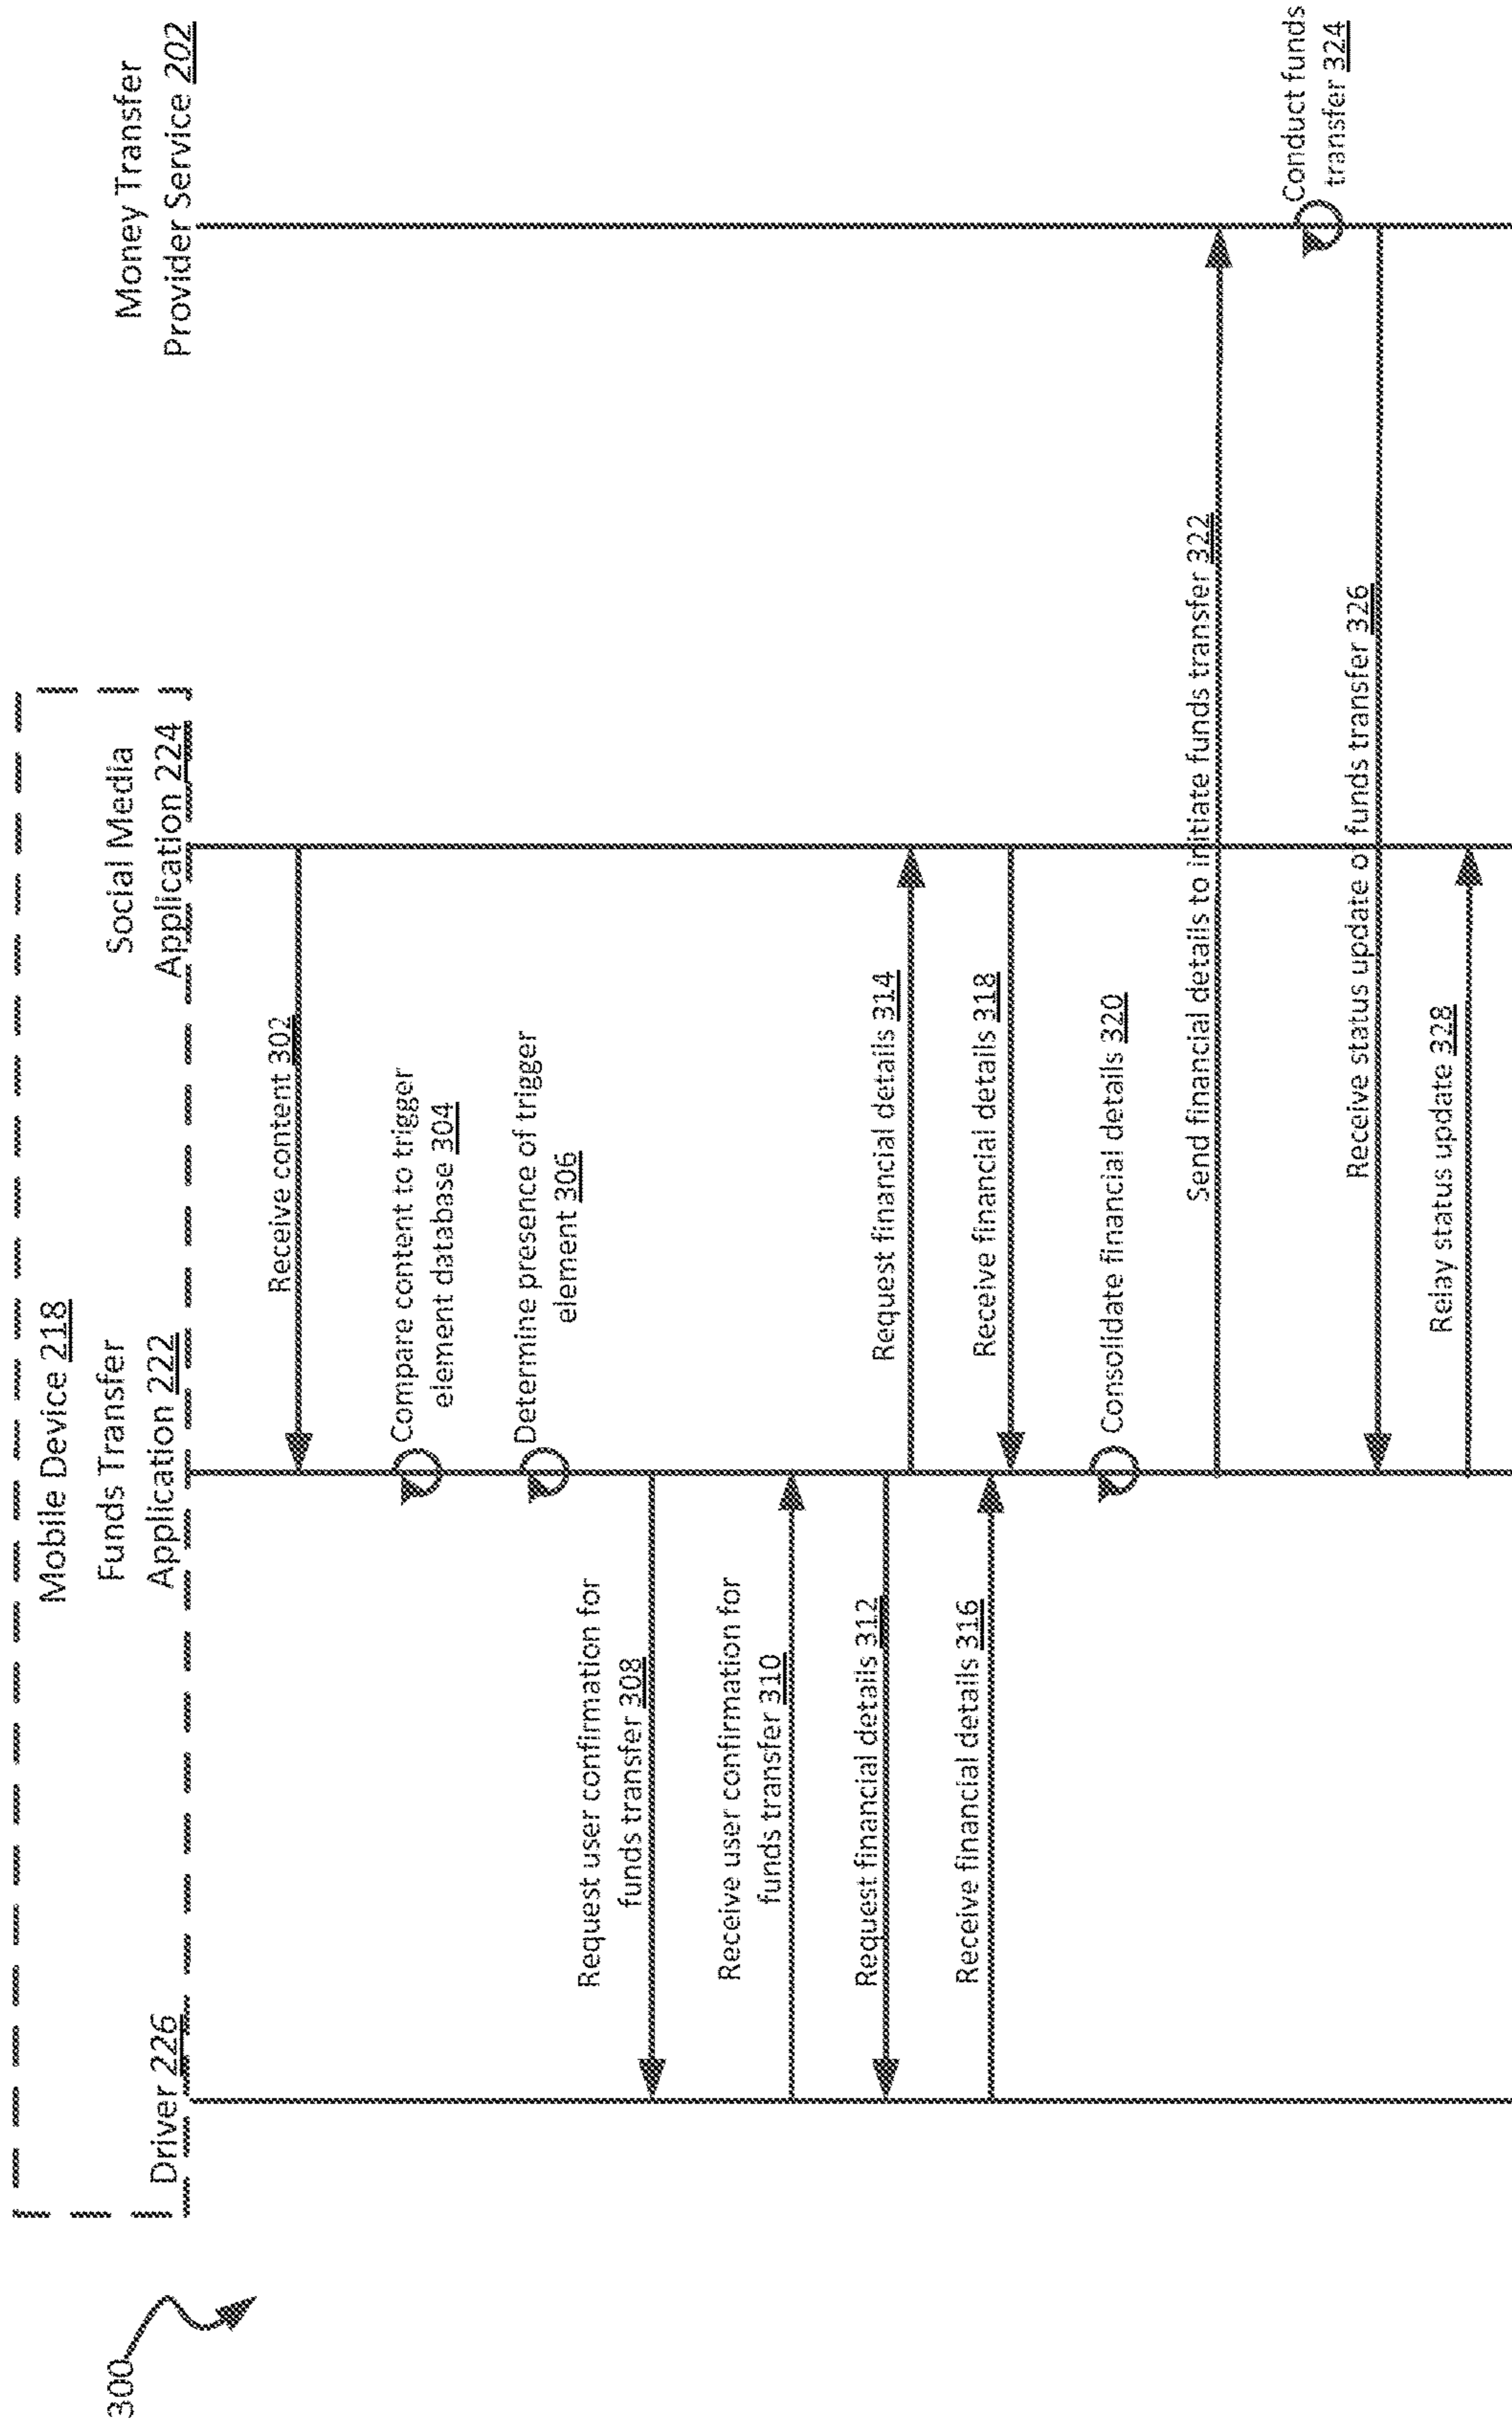 300
Mobile Device 218
Driver 226
Funds Transfer
Application 222
Social Media
Application 224
Money Transfer
Provider Service 202
Receive content 302
Compare content to trigger
element database 304
Determine presence of trigger
element 306
Request user confirmation for
funds transfer 308
Receive user confirmation for
funds transfer 310
Request financial details 312
Request financial details 314
Receive financial details 316
Receive financial details 318
Consolidate financial details 320
Send financial details to initiate funds transfer 322
Conduct funds
transfer 324
Receive status update of funds transfer 326
Relay status update 328